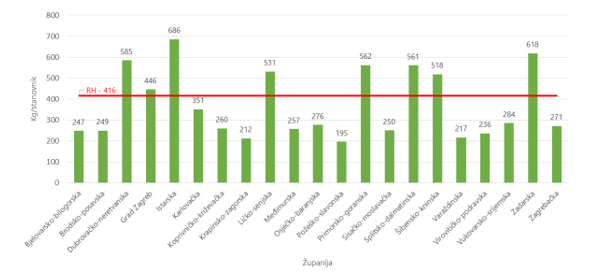 800
700
600
500
400
300
200
100
0
Kg/stanovnik
RH - 416
247
249
585
446
686
351
260
212
531
257
276
195
562
250
561
518
217
236
284
618
271
Bjelovarsko-bilogorska
Brodsko-posavska
Dubrovačko-neretvanska
Grad Zagreb
Istarska
Karlovačka
Koprivničko-križevačka
Krapinsko-zagorska
Ličko-senjska
Međimurska
Osječko-baranjska
Požeško-slavonska
Primorsko-goranska
Sisačko-moslavačka
Splitsko-dalmatinska
Šibensko-kninska
Varaždinska
Virovitičko-podravska
Vukovarsko-srijemska
Zadarska
Zagrebačka
Županija